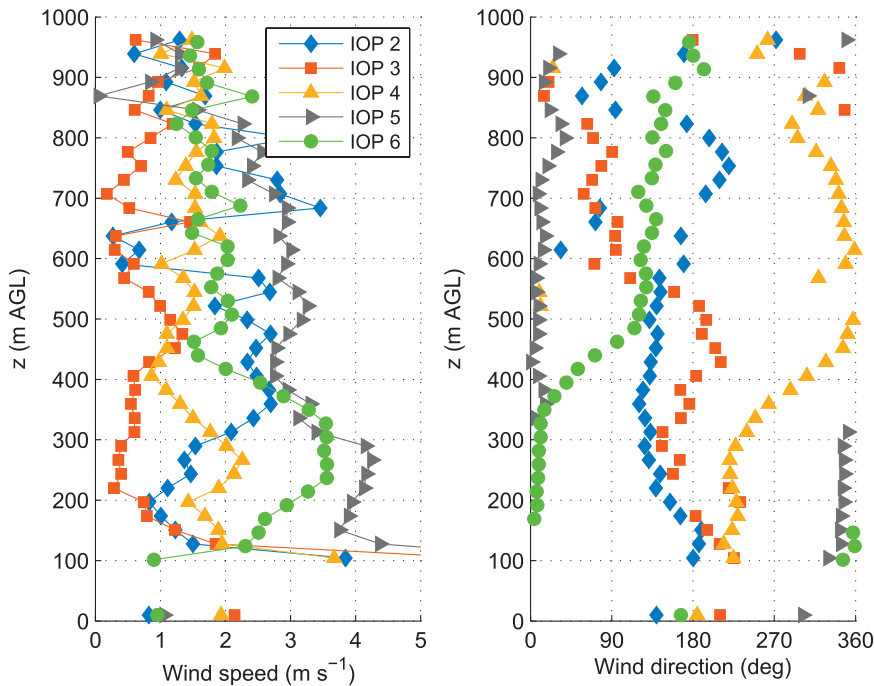 IOP 2
IOP 3
IOP 4
IOP 5
IOP 6
z (m AGL)
1000
900
800
700
600
500
400
300
200
100
0
0 1 2 3 4 5
Wind speed (m s⁻¹)
z (m AGL)
1000
900
800
700
600
500
400
300
200
100
0
0 90 180 270 360
Wind direction (deg)